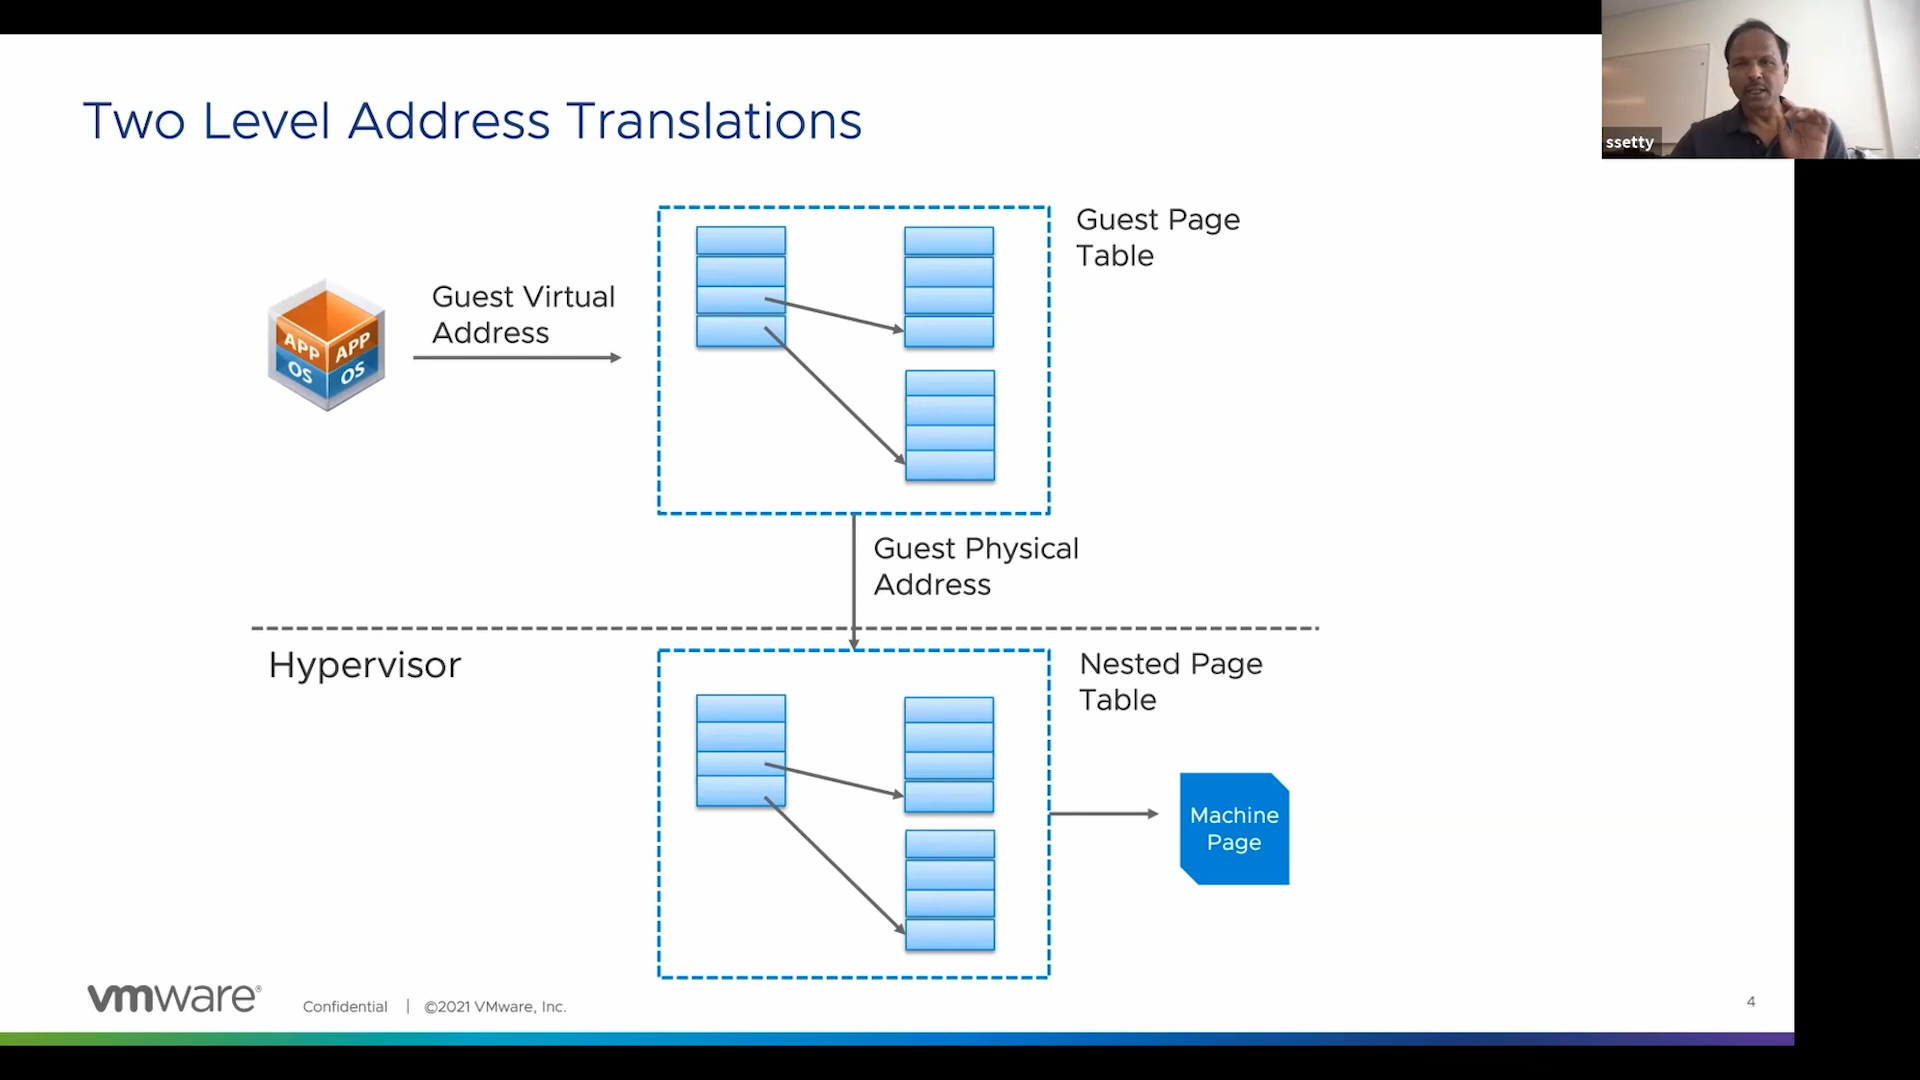 ssetty
Two Level Address Translations
Guest Page
Table
Guest Virtual
Address
APP APP
OS OS
Guest Physical
Address
Hypervisor
Nested Page
Table
Machine
Page
vmware®
Confidential | ©2021 VMware, Inc.
4